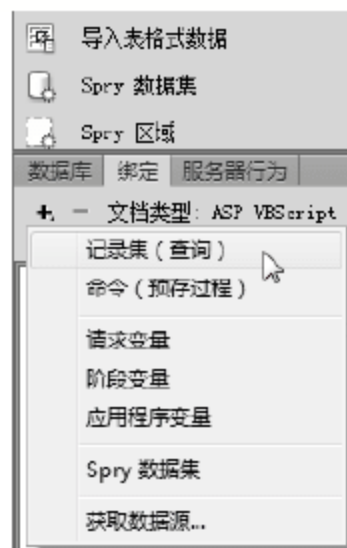 导入表格式数据
Spry 数据集
Spry 区域
数据库 绑定 服务器行为
+ - 文档类型: ASP VBScript
记录集(查询)
命令(预存过程)
请求变量
阶段变量
应用程序变量
Spry 数据集
获取数据源...